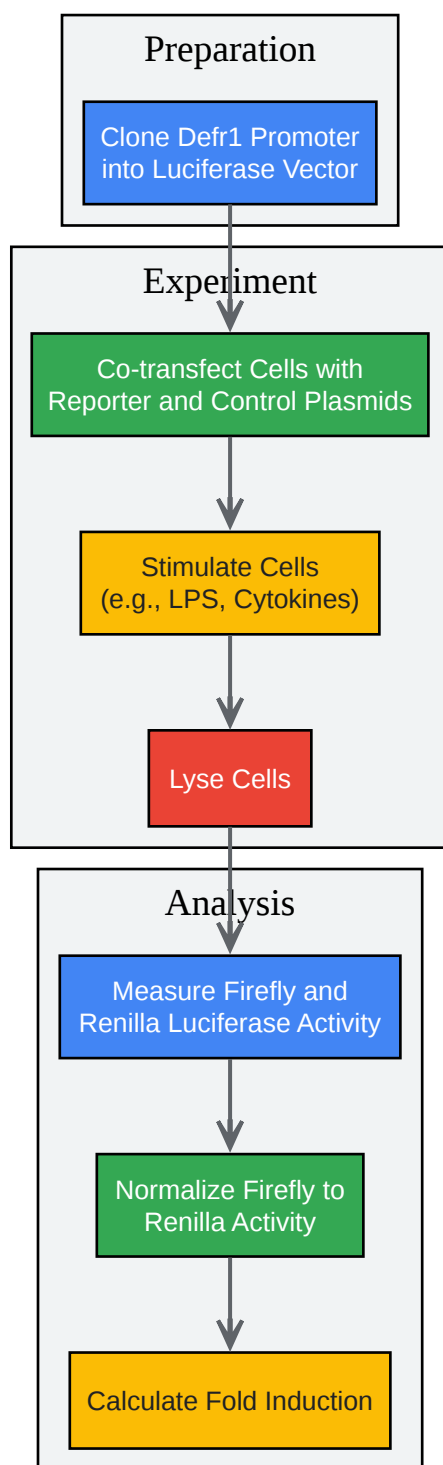 Preparation
Clone Defr1 Promoter
into Luciferase Vector
Experiment
Co-transfect Cells with
Reporter and Control Plasmids
Stimulate Cells
(e.g., LPS, Cytokines)
Lyse Cells
Analysis
Measure Firefly and
Renilla Luciferase Activity
Normalize Firefly to
Renilla Activity
Calculate Fold Induction